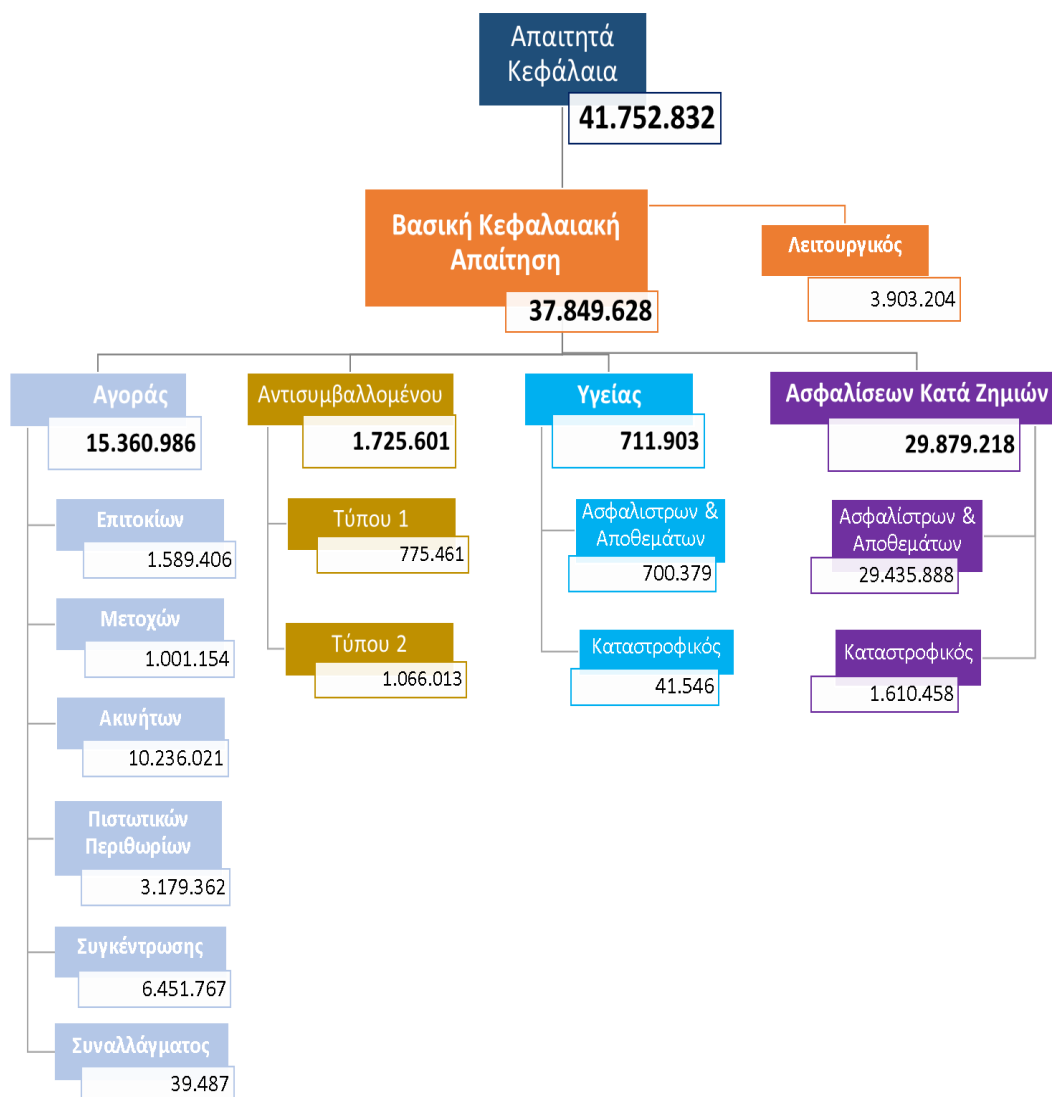 Απαιτητά
Κεφάλαια
41.752.832
Βασική Κεφαλαιακή
Απαίτηση
37.849.628
Λειτουργικός
3.903.204
Αγοράς
15.360.986
Επιτοκίων
1.589.406
Μετοχών
1.001.154
Ακινήτων
10.236.021
Πιστωτικών
Περιθωρίων
3.179.362
Συγκέντρωσης
6.451.767
Συναλλάγματος
39.487
Αντισυμβαλλομένου
1.725.601
Τύπου 1
775.461
Τύπου 2
1.066.013
Υγείας
711.903
Ασφαλιστρων &
Αποθεμάτων
700.379
Καταστροφικός
41.546
Ασφαλίσεων Κατά Ζημιών
29.879.218
Ασφαλίστρων &
Αποθεμάτων
29.435.888
Καταστροφικός
1.610.458